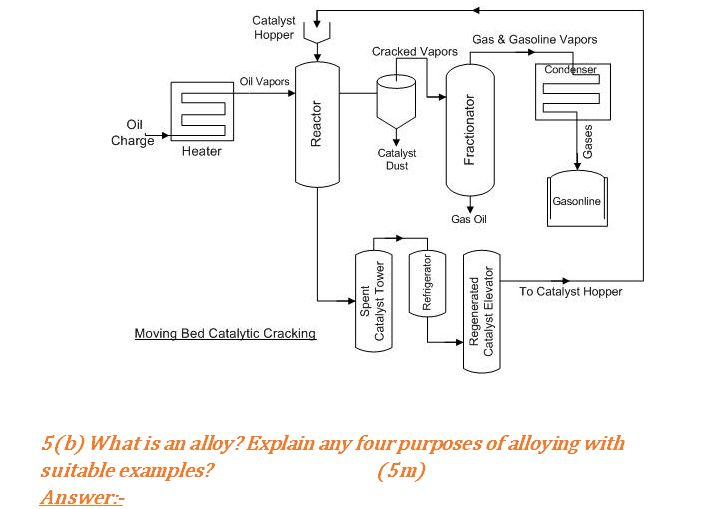 Catalyst
Hopper
Gas & Gasoline Vapors
Cracked Vapors
Condenser
Oil Vapors
Oil
Charge
Heater
Reactor
Catalyst
Dust
Fractionator
Gases
Gasonline
Gas Oil
Spent
Catalyst Tower
Refrigerator
Regenerated
Catalyst Elevator
To Catalyst Hopper
Moving Bed Catalytic Cracking
5(b) What is an alloy? Explain any four purposes of alloying with
suitable examples? (5m)
Answer:-